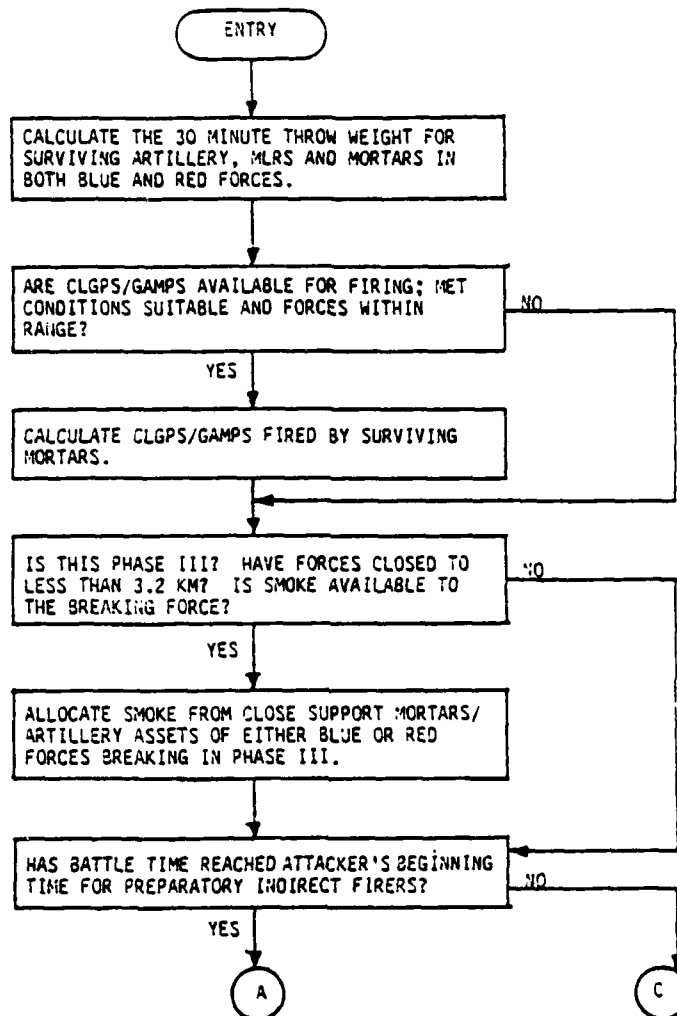 ENTRY
CALCULATE THE 30 MINUTE THROW WEIGHT FOR
SURVIVING ARTILLERY, MLRS AND MORTARS IN
BOTH BLUE AND RED FORCES.
ARE CLGPS/GAMPS AVAILABLE FOR FIRING; MET
CONDITIONS SUITABLE AND FORCES WITHIN
RANGE?
NO
YES
CALCULATE CLGPS/GAMPS FIRED BY SURVIVING
MORTARS.
IS THIS PHASE III? HAVE FORCES CLOSED TO
LESS THAN 3.2 KM? IS SMOKE AVAILABLE TO
THE BREAKING FORCE?
NO
YES
ALLOCATE SMOKE FROM CLOSE SUPPORT MORTARS/
ARTILLERY ASSETS OF EITHER BLUE OR RED
FORCES BREAKING IN PHASE III.
HAS BATTLE TIME REACHED ATTACKER'S BEGINNING
TIME FOR PREPARATORY INDIRECT FIRERS?
NO
YES
A
C